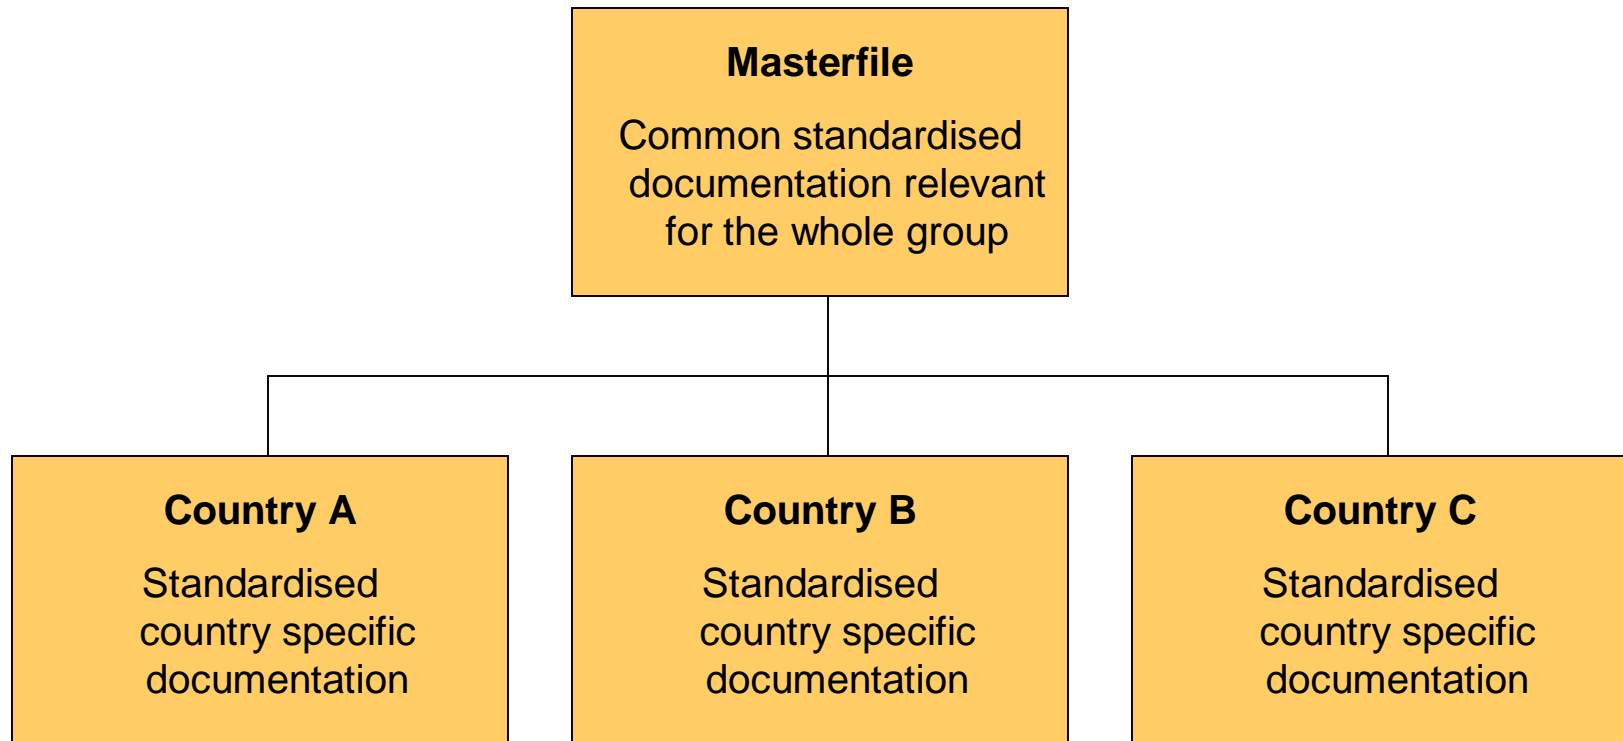 Masterfile
Common standardised
documentation relevant
for the whole group
Country A
Standardised
country specific
documentation
Country B
Standardised
country specific
documentation
Country C
Standardised
country specific
documentation